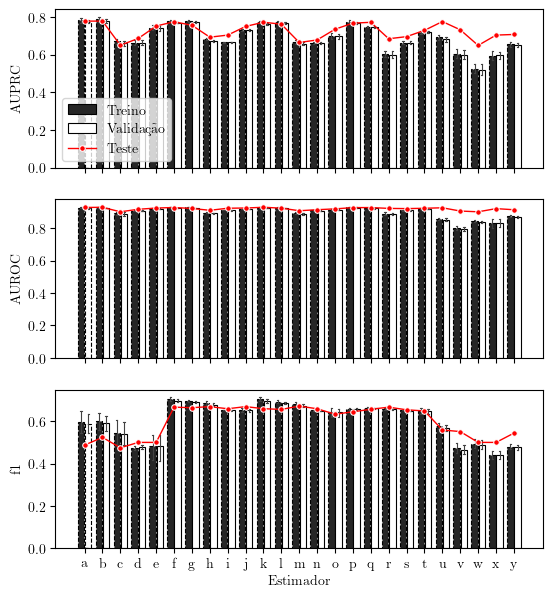 0.8
0.6
0.4
0.2
0.0
AUPRC
Treino
Validação
Teste
0.8
0.6
0.4
0.2
0.0
AUROC
0.6
0.4
0.2
0.0
f1
a b c d e f g h i j k l m n o p q r s t u v w x y
Estimador